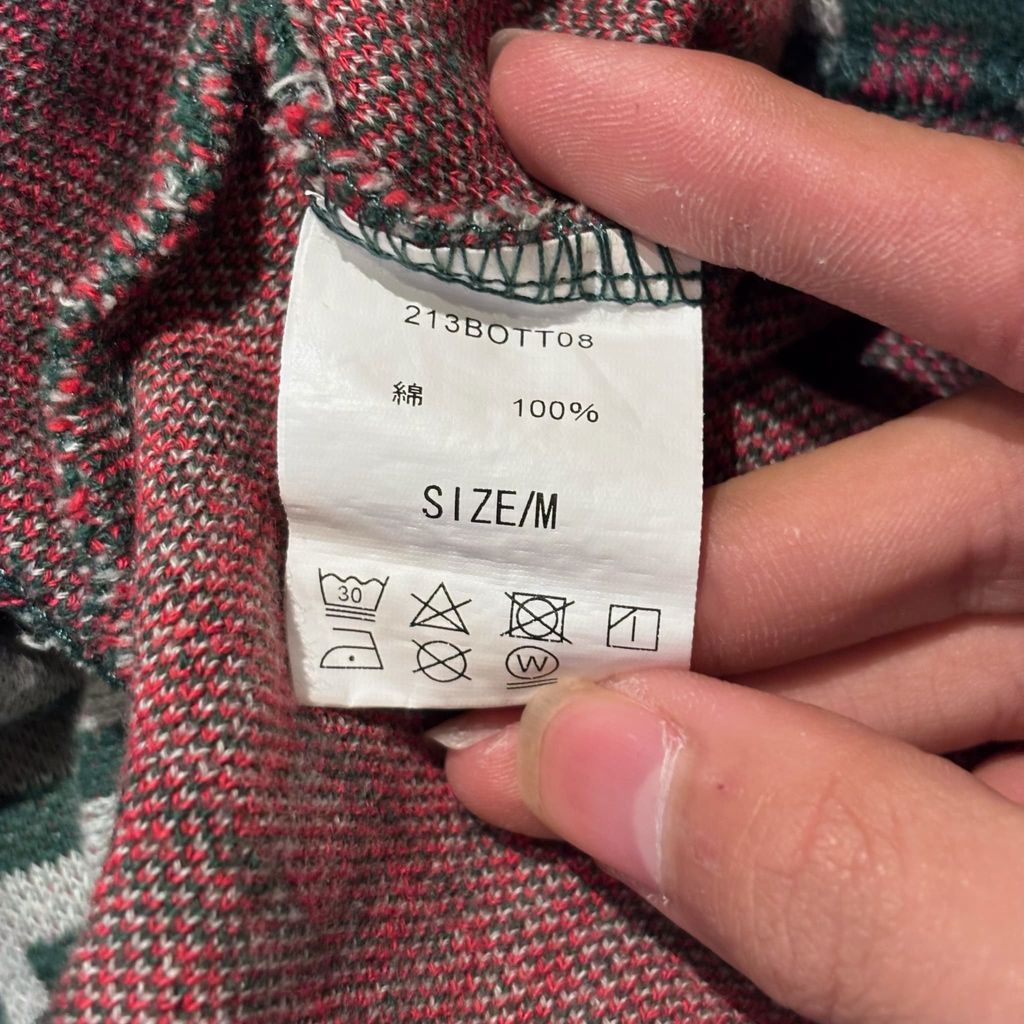 213BOTT08
綿 100%
SIZE/M
30
W